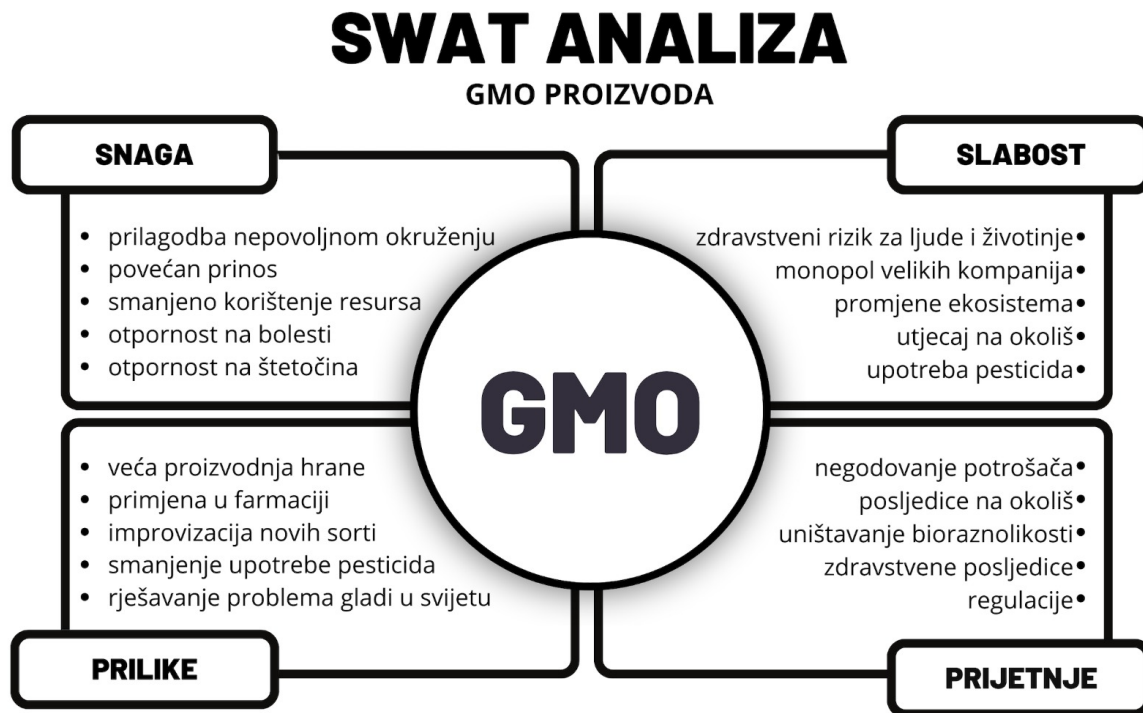 SWAT ANALIZA
GMO PROIZVODA
SNAGA
• prilagodba nepovoljnom okruženju
• povećan prinos
• smanjeno korištenje resursa
• otpornost na bolesti
• otpornost na štetočina
SLABOST
zdravstveni rizik za ljude i životinje•
monopol velikih kompanija•
promjene ekosistema•
utjecaj na okoliš•
upotreba pesticida•
GMO
• veća proizvodnja hrane
• primjena u farmaciji
• improvizacija novih sorti
• smanjenje upotrebe pesticida
• rješavanje problema gladi u svijetu
PRILIKE
negodovanje potrošača•
posljedice na okoliš•
uništavanje bioraznolikosti•
zdravstvene posljedice•
regulacije•
PRIJETNJE